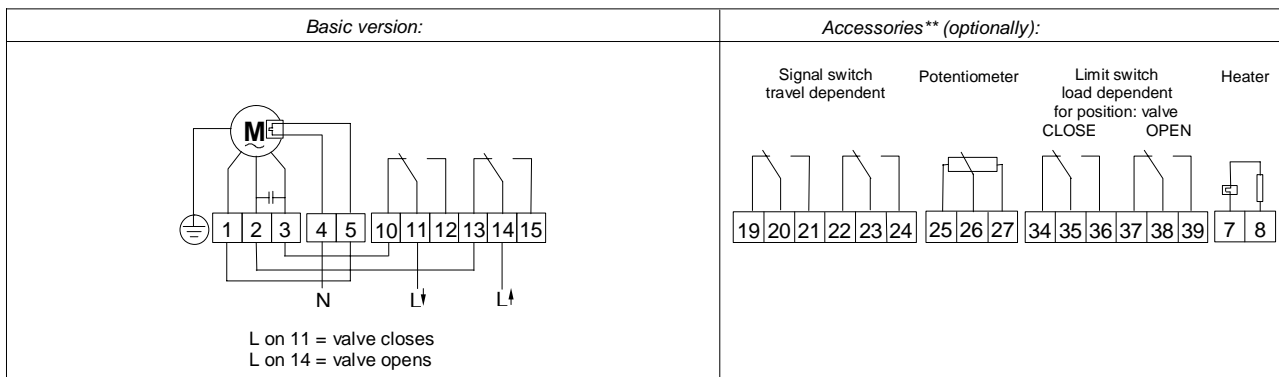 Basic version:
Accessories** (optionally):
Signal switch
travel dependent
Potentiometer
Limit switch
load dependent
for position: valve
CLOSE OPEN
Heater
M
~
1 2 3 4 5 10 11 12 13 14 15
19 20 21 22 23 24 25 26 27 34 35 36 37 38 39 7 8
N L L
L on 11 = valve closes
L on 14 = valve opens